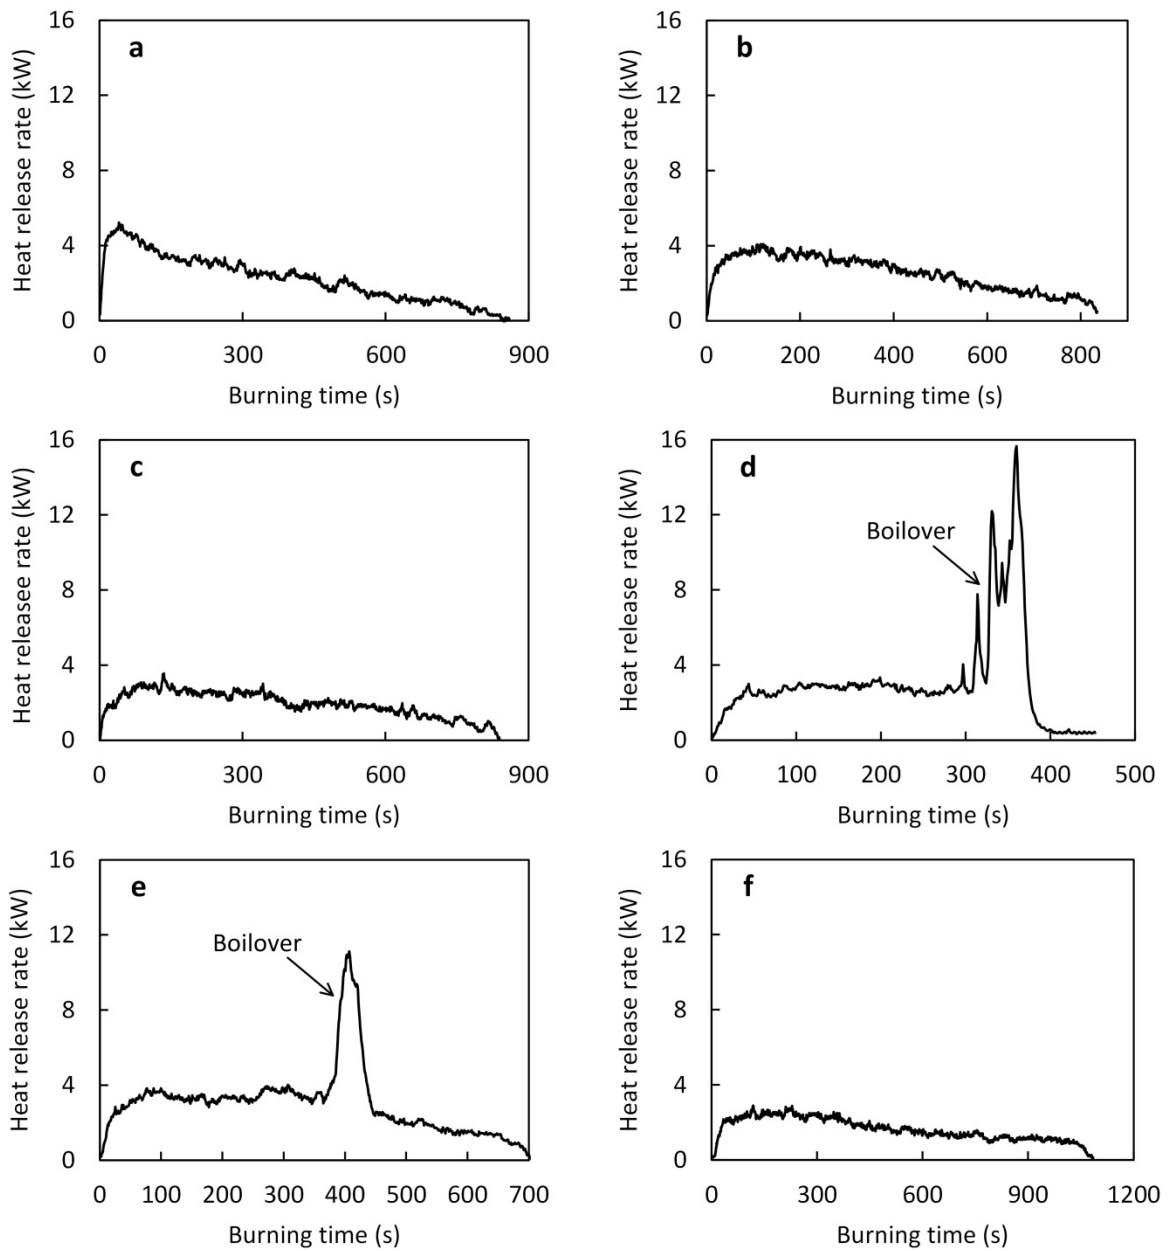 a
Heat release rate (kW)
16
12
8
4
0
0 300 600 900
Burning time (s)
b
Heat release rate (kW)
16
12
8
4
0
0 200 400 600 800
Burning time (s)
c
Heat releasee rate (kW)
16
12
8
4
0
0 300 600 900
Burning time (s)
d
Boilover
Heat release rate (kW)
16
12
8
4
0
0 100 200 300 400 500
Burning time (s)
e
Boilover
Heat release rate (kW)
16
12
8
4
0
0 100 200 300 400 500 600 700
Burning time (s)
f
Heat release rate (kW)
16
12
8
4
0
0 300 600 900 1200
Burning time (s)